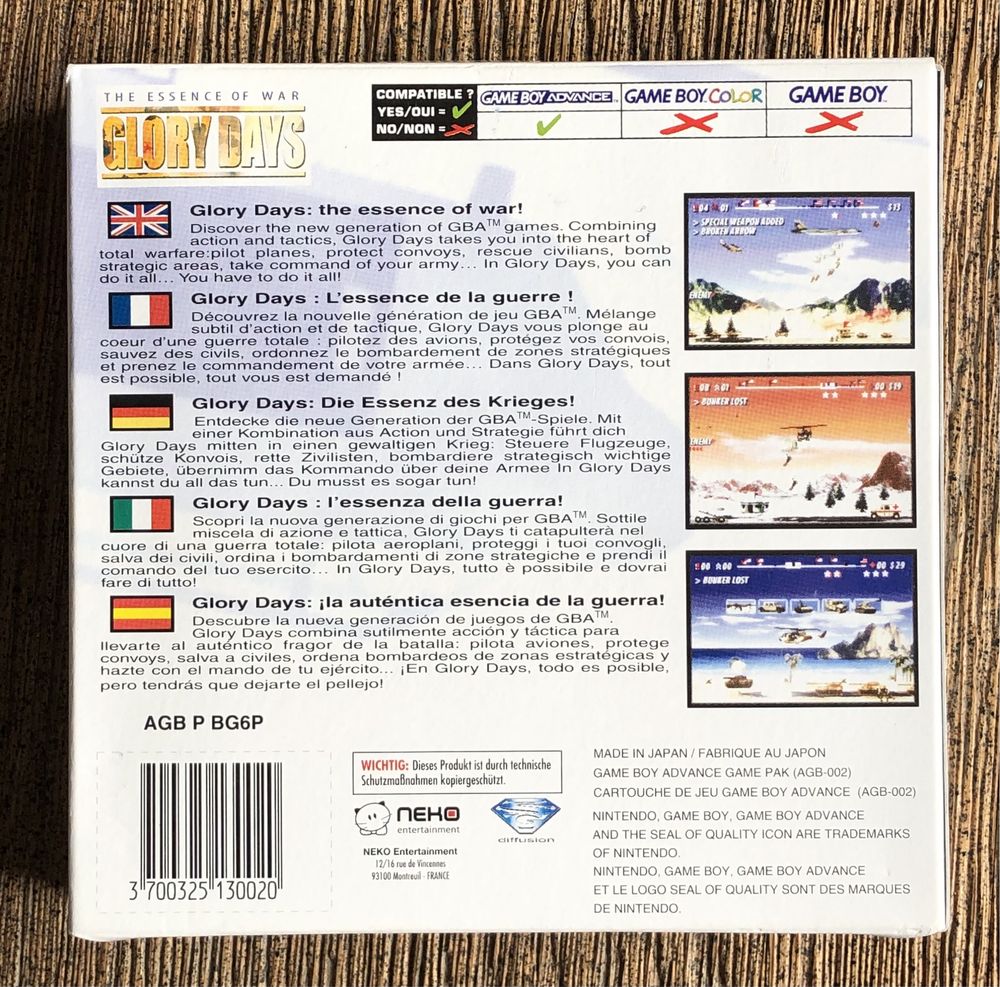 THE ESSENCE OF WAR
GLORY DAYS
COMPATIBLE ?
YES/OUI =
NO/NON =
GAME BOY ADVANCE™
GAME BOY COLOR
GAME BOY™
Glory Days: the essence of war!
Discover the new generation of GBA™ games. Combining
action and tactics, Glory Days takes you into the heart of
total warfare:pilot planes, protect convoys, rescue civilians, bomb
strategic areas, take command of your army... In Glory Days, you can
do it all... You have to do it all!
Glory Days : L'essence de la guerre !
Découvrez la nouvelle génération de jeu GBA™. Mélange
subtil d'action et de tactique, Glory Days vous plonge au
coeur d'une guerre totale : pilotez des avions, protégez vos convois,
sauvez des civils, ordonnez le bombardement de zones stratégiques
et prenez le commandement de votre armée... Dans Glory Days, tout
est possible, tout vous est demandé !
Glory Days: Die Essenz des Krieges!
Entdecke die neue Generation der GBA™-Spiele. Mit
einer Kombination aus Action und Strategie führt dich
Glory Days mitten in einen gewaltigen Krieg: Steuere Flugzeuge,
schütze Konvois, rette Zivilisten, bombardiere strategisch wichtige
Gebiete, übernimm das Kommando über deine Armee In Glory Days
kannst du all das tun... Du musst es sogar tun!
Glory Days : l'essenza della guerra!
Scopri la nuova generazione di giochi per GBA™. Sottile
miscela di azione e tattica, Glory Days ti catapulterà nel
cuore di una guerra totale: pilota aeroplani, proteggi i tuoi convogli,
salva dei civili, ordina i bombardamenti di zone strategiche e prendi il
comando del tuo esercito... In Glory Days, tutto è possibile e dovrai
fare di tutto!
Glory Days: ¡la auténtica esencia de la guerra!
Descubre la nueva generación de juegos de GBA™.
Glory Days combina sutilmente acción y táctica para
llevarte al auténtico fragor de la batalla: pilota aviones, protege
convoys, salva a civiles, ordena bombardeos de zonas estratégicas y
hazte con el mando de tu ejército... ¡En Glory Days, todo es posible,
pero tendrás que dejarte el pellejo!
> SPECIAL WEAPON ADDED
> BROKEN ARROW
$13
ENEMY
> BUNKER LOST
00 $19
ENEMY
00 $29
> BUNKER LOST
AGB P BG6P
3 700325 130020
WICHTIG: Dieses Produkt ist durch technische
Schutzmaßnahmen kopiergeschützt.
NEKO
entertainment
diffusion
NEKO Entertainment
12/16 rue de Vincennes
93100 Montreuil - FRANCE
MADE IN JAPAN / FABRIQUE AU JAPON
GAME BOY ADVANCE GAME PAK (AGB-002)
CARTOUCHE DE JEU GAME BOY ADVANCE (AGB-002)
NINTENDO, GAME BOY, GAME BOY ADVANCE
AND THE SEAL OF QUALITY ICON ARE TRADEMARKS
OF NINTENDO.
NINTENDO, GAME BOY, GAME BOY ADVANCE
ET LE LOGO SEAL OF QUALITY SONT DES MARQUES
DE NINTENDO.